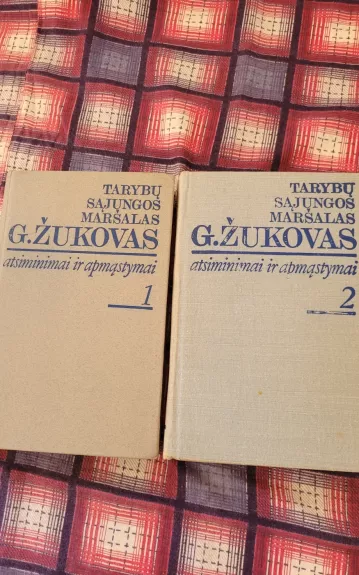 TARYBŲ
SĄJUNGOS
MARŠALAS
G.ŽUKOVAS
atsiminimai ir apmąstymai
1
TARYBŲ
SĄJUNGOS
MARŠALAS
G.ŽUKOVAS
atsiminimai ir apmąstymai
2